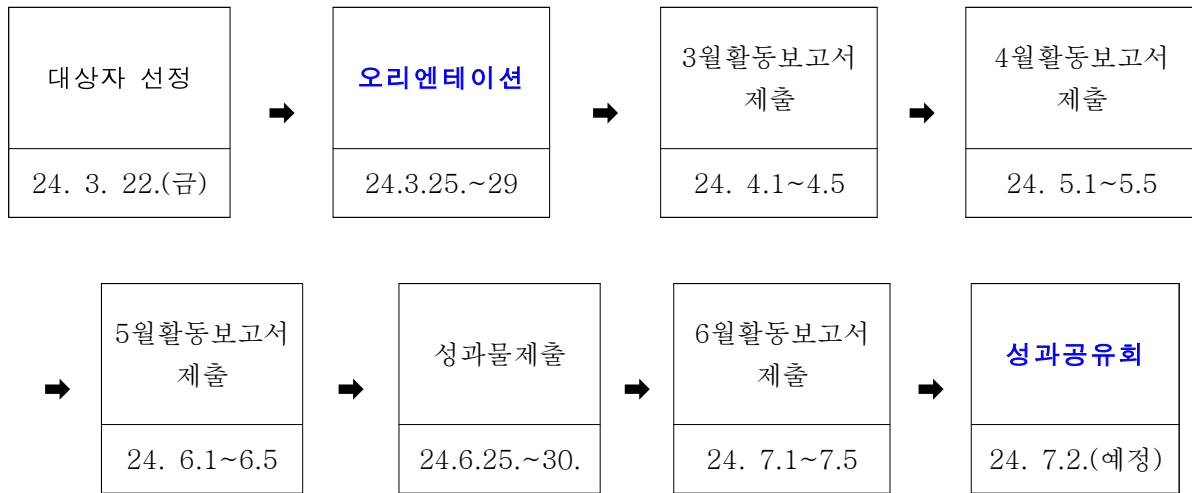 대상자 선정
24. 3. 22.(금)
➡
오리엔테이션
24.3.25.~29
➡
3월활동보고서
제출
24. 4.1~4.5
➡
4월활동보고서
제출
24. 5.1~5.5
➡
5월활동보고서
제출
24. 6.1~6.5
➡
성과물제출
24.6.25.~30.
➡
6월활동보고서
제출
24. 7.1~7.5
➡
성과공유회
24. 7.2.(예정)